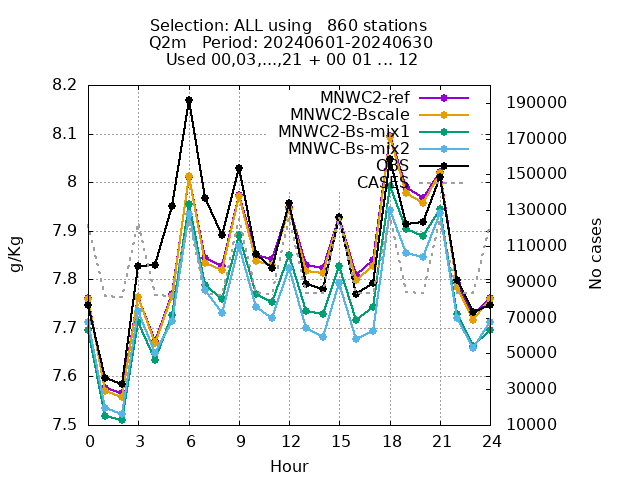 Selection: ALL using   860 stations
Q2m   Period: 20240601-20240630
Used 00,03,...,21 + 00 01 ... 12
8.2
8.1
8
7.9
7.8
7.7
7.6
7.5
g/Kg
MNWC2-ref
MNWC2-Bscale
MNWC2-Bs-mix1
MNWC-Bs-mix2
OBS
CASES
190000
170000
150000
130000
110000
90000
70000
50000
30000
10000
No cases
0 3 6 9 12 15 18 21 24
Hour